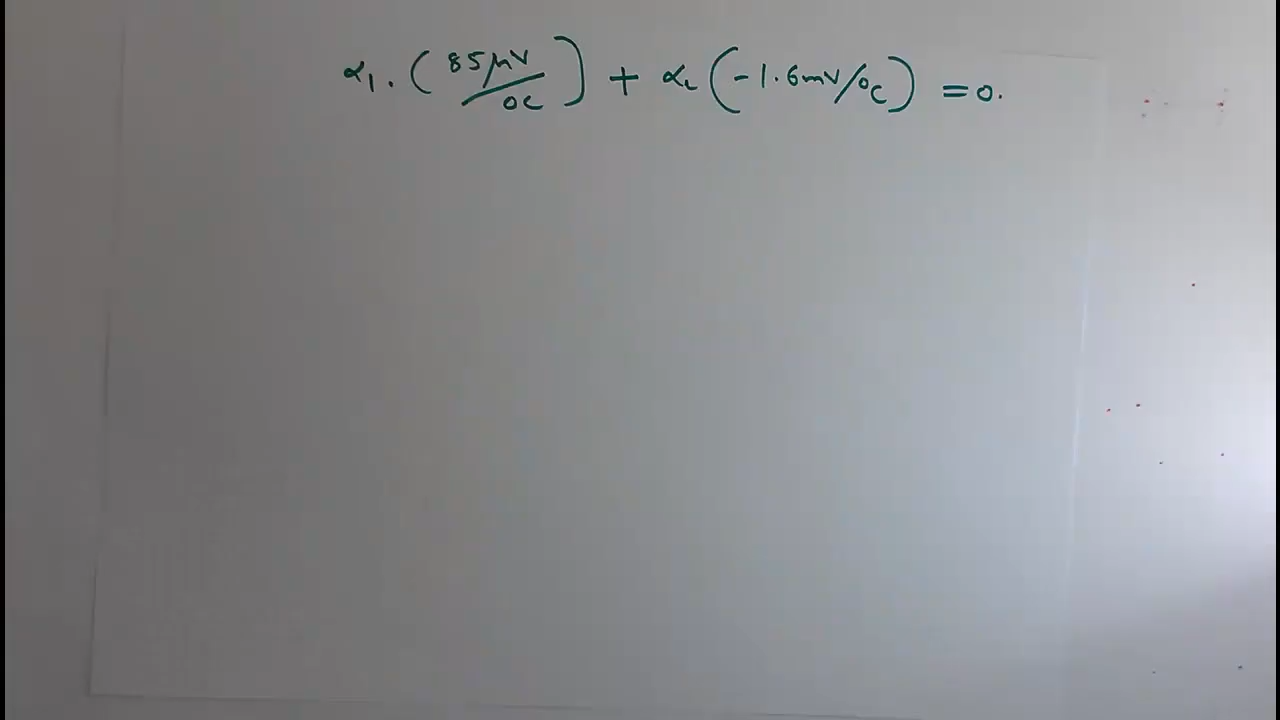 α₁ · (85μV/°C) + α₂ (-1.6mV/°C) = 0.